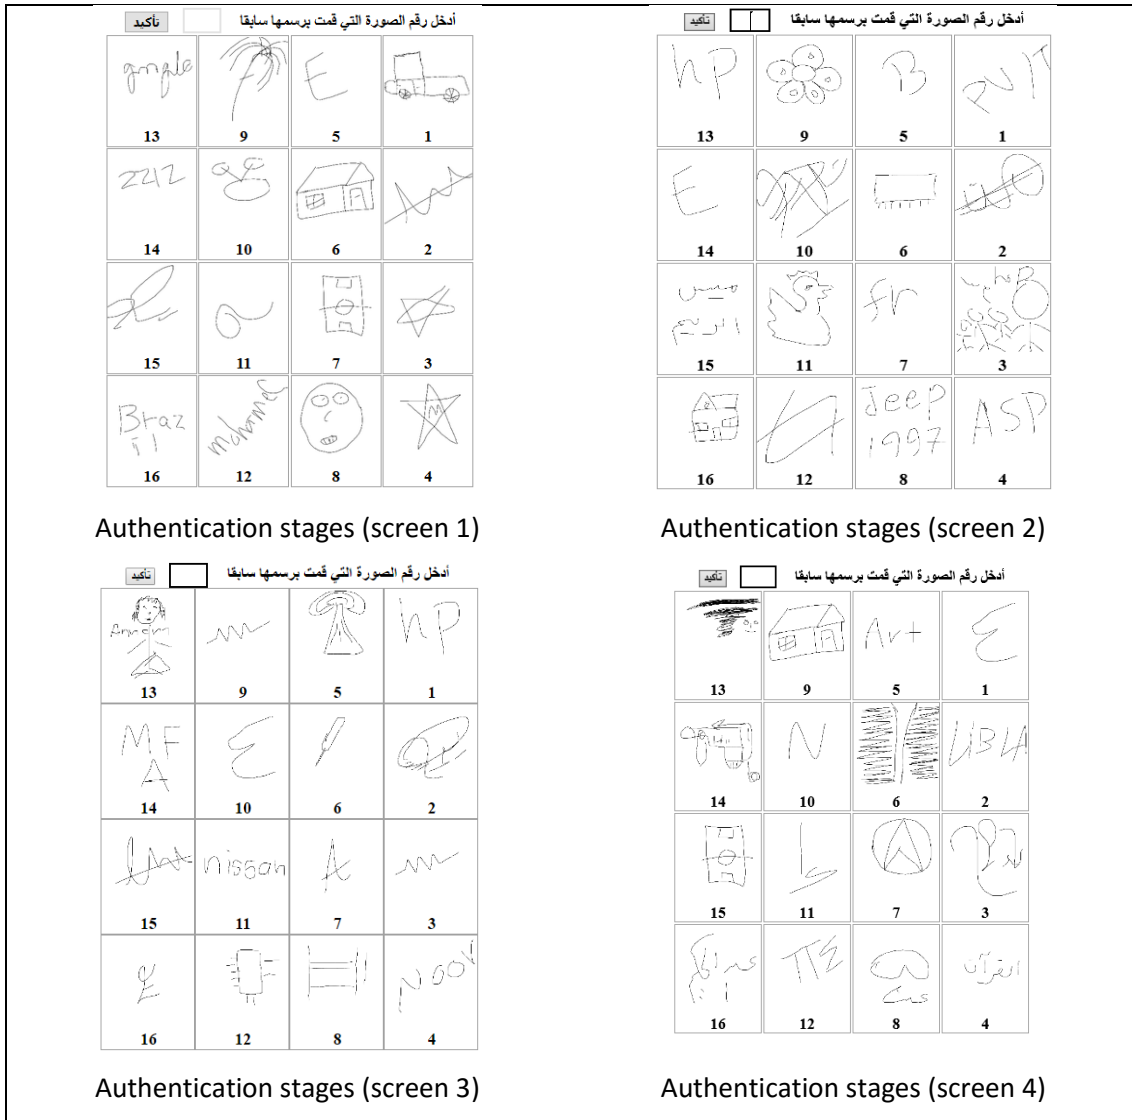 أدخل رقم الصورة التي قمت برسمها سابقا تأكيد
google
E
13 9 5 1
2212
14 10 6 2
15 11 7 3
Braz
il
mohammed
M
16 12 8 4
Authentication stages (screen 1)
أدخل رقم الصورة التي قمت برسمها سابقا تأكيد
hp
B
13 9 5 1
E
14 10 6 2
fr
15 11 7 3
Jeep
1997
ASP
16 12 8 4
Authentication stages (screen 2)
أدخل رقم الصورة التي قمت برسمها سابقا تأكيد
hp
13 9 5 1
MF
A
14 10 6 2
nissan
A
15 11 7 3
£
noor
16 12 8 4
Authentication stages (screen 3)
أدخل رقم الصورة التي قمت برسمها سابقا تأكيد
Art
13 9 5 1
N
14 10 6 2
15 11 7 3
القرآن
16 12 8 4
Authentication stages (screen 4)